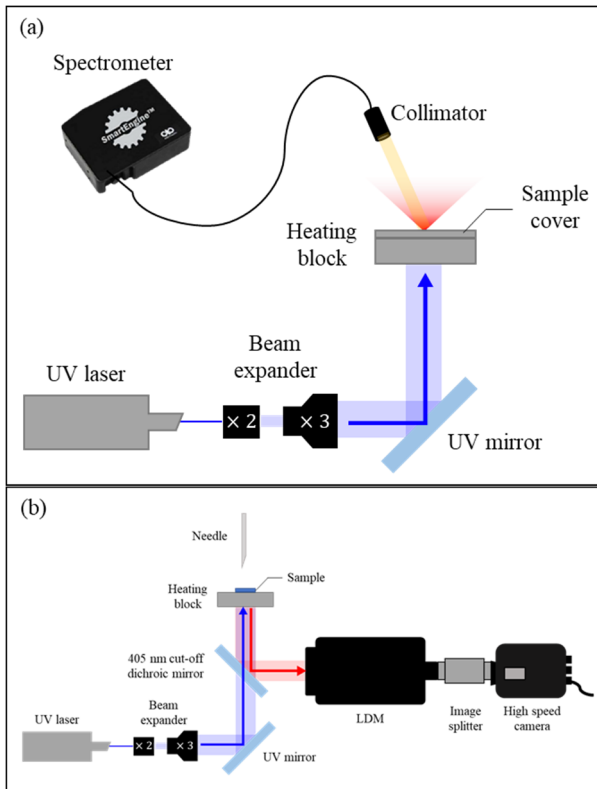 (a)
Spectrometer
SmartEngine™
Collimator
Sample
cover
Heating
block
Beam
expander
UV laser
× 2
× 3
UV mirror
(b)
Needle
Sample
Heating
block
405 nm cut-off
dichroic mirror
Beam
expander
UV laser
× 2
× 3
UV mirror
LDM
Image
splitter
High speed
camera